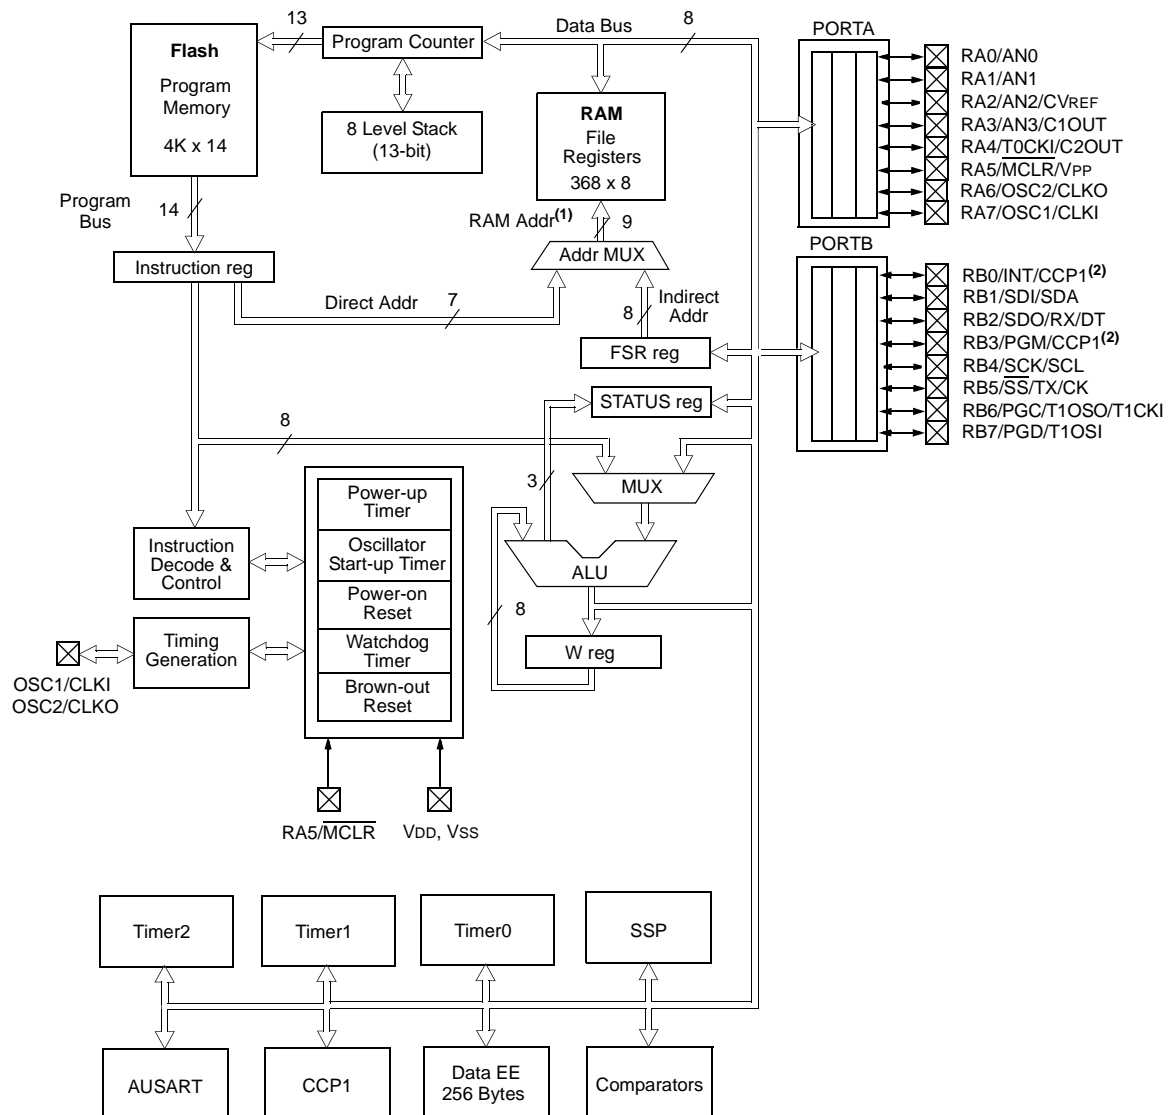 13
Data Bus
8
PORTA
Flash
Program
Memory
4K x 14
Program Counter
8 Level Stack
(13-bit)
RAM
File
Registers
368 x 8
RA0/AN0
RA1/AN1
RA2/AN2/CVREF
RA3/AN3/C1OUT
RA4/T0CKI/C2OUT
RA5/MCLR/VPP
RA6/OSC2/CLKO
RA7/OSC1/CLKI
Program
Bus
14
RAM Addr(1)
9
PORTB
Addr MUX
Instruction reg
Direct Addr
7
8
Indirect
Addr
FSR reg
STATUS reg
RB0/INT/CCP1(2)
RB1/SDI/SDA
RB2/SDO/RX/DT
RB3/PGM/CCP1(2)
RB4/SCK/SCL
RB5/SS/TX/CK
RB6/PGC/T1OSO/T1CKI
RB7/PGD/T1OSI
8
3
MUX
Power-up
Timer
Oscillator
Start-up Timer
Power-on
Reset
Watchdog
Timer
Brown-out
Reset
Instruction
Decode &
Control
ALU
8
Timing
Generation
W reg
OSC1/CLKI
OSC2/CLKO
RA5/MCLR
VDD, VSS
Timer2
Timer1
Timer0
SSP
AUSART
CCP1
Data EE
256 Bytes
Comparators